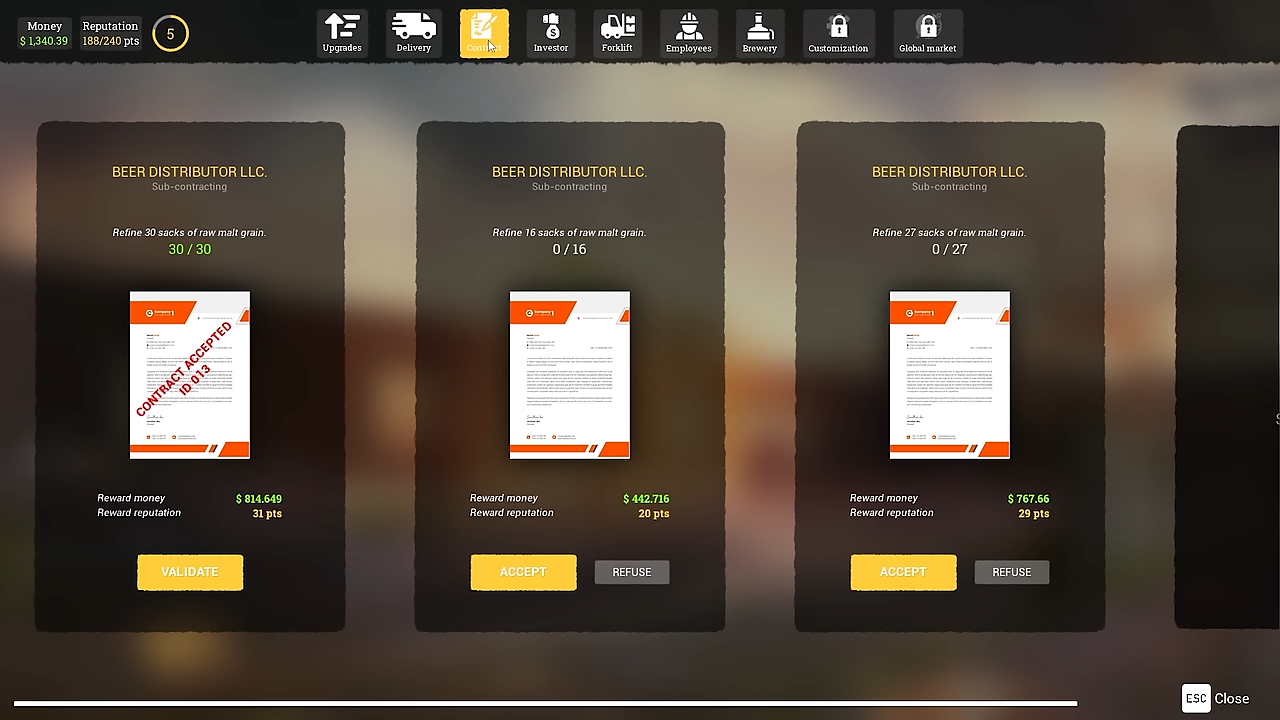 Money
$ 1,340.39
Reputation
188/240 pts
5
Upgrades
Delivery
Contract
Investor
Forklift
Employees
Brewery
Customization
Global market
BEER DISTRIBUTOR LLC.
Sub-contracting
Refine 30 sacks of raw malt grain.
30 / 30
CONTRACT ACCEPTED
ID 013
Reward money $ 814.649
Reward reputation 31 pts
VALIDATE
BEER DISTRIBUTOR LLC.
Sub-contracting
Refine 16 sacks of raw malt grain.
0 / 16
Reward money $ 442.716
Reward reputation 20 pts
ACCEPT REFUSE
BEER DISTRIBUTOR LLC.
Sub-contracting
Refine 27 sacks of raw malt grain.
0 / 27
Reward money $ 767.66
Reward reputation 29 pts
ACCEPT REFUSE
ESC Close